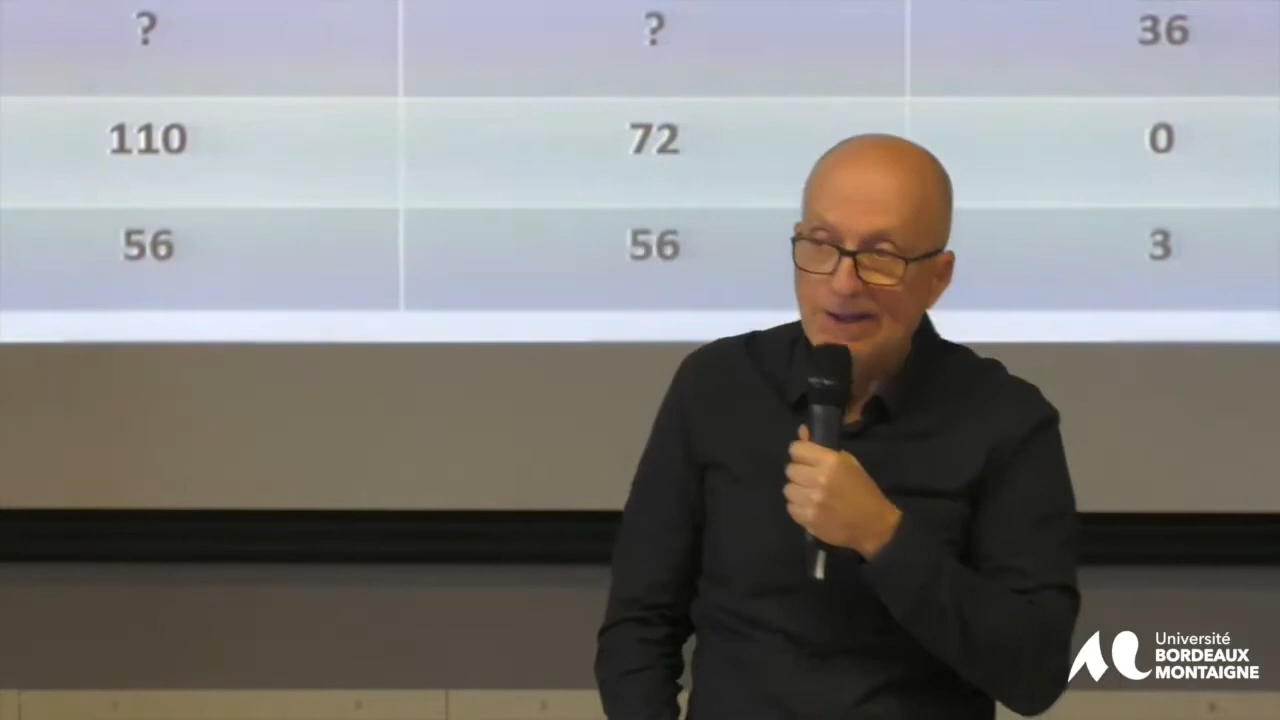 ? ? 36
110 72 0
56 56 3
Université
BORDEAUX
MONTAIGNE